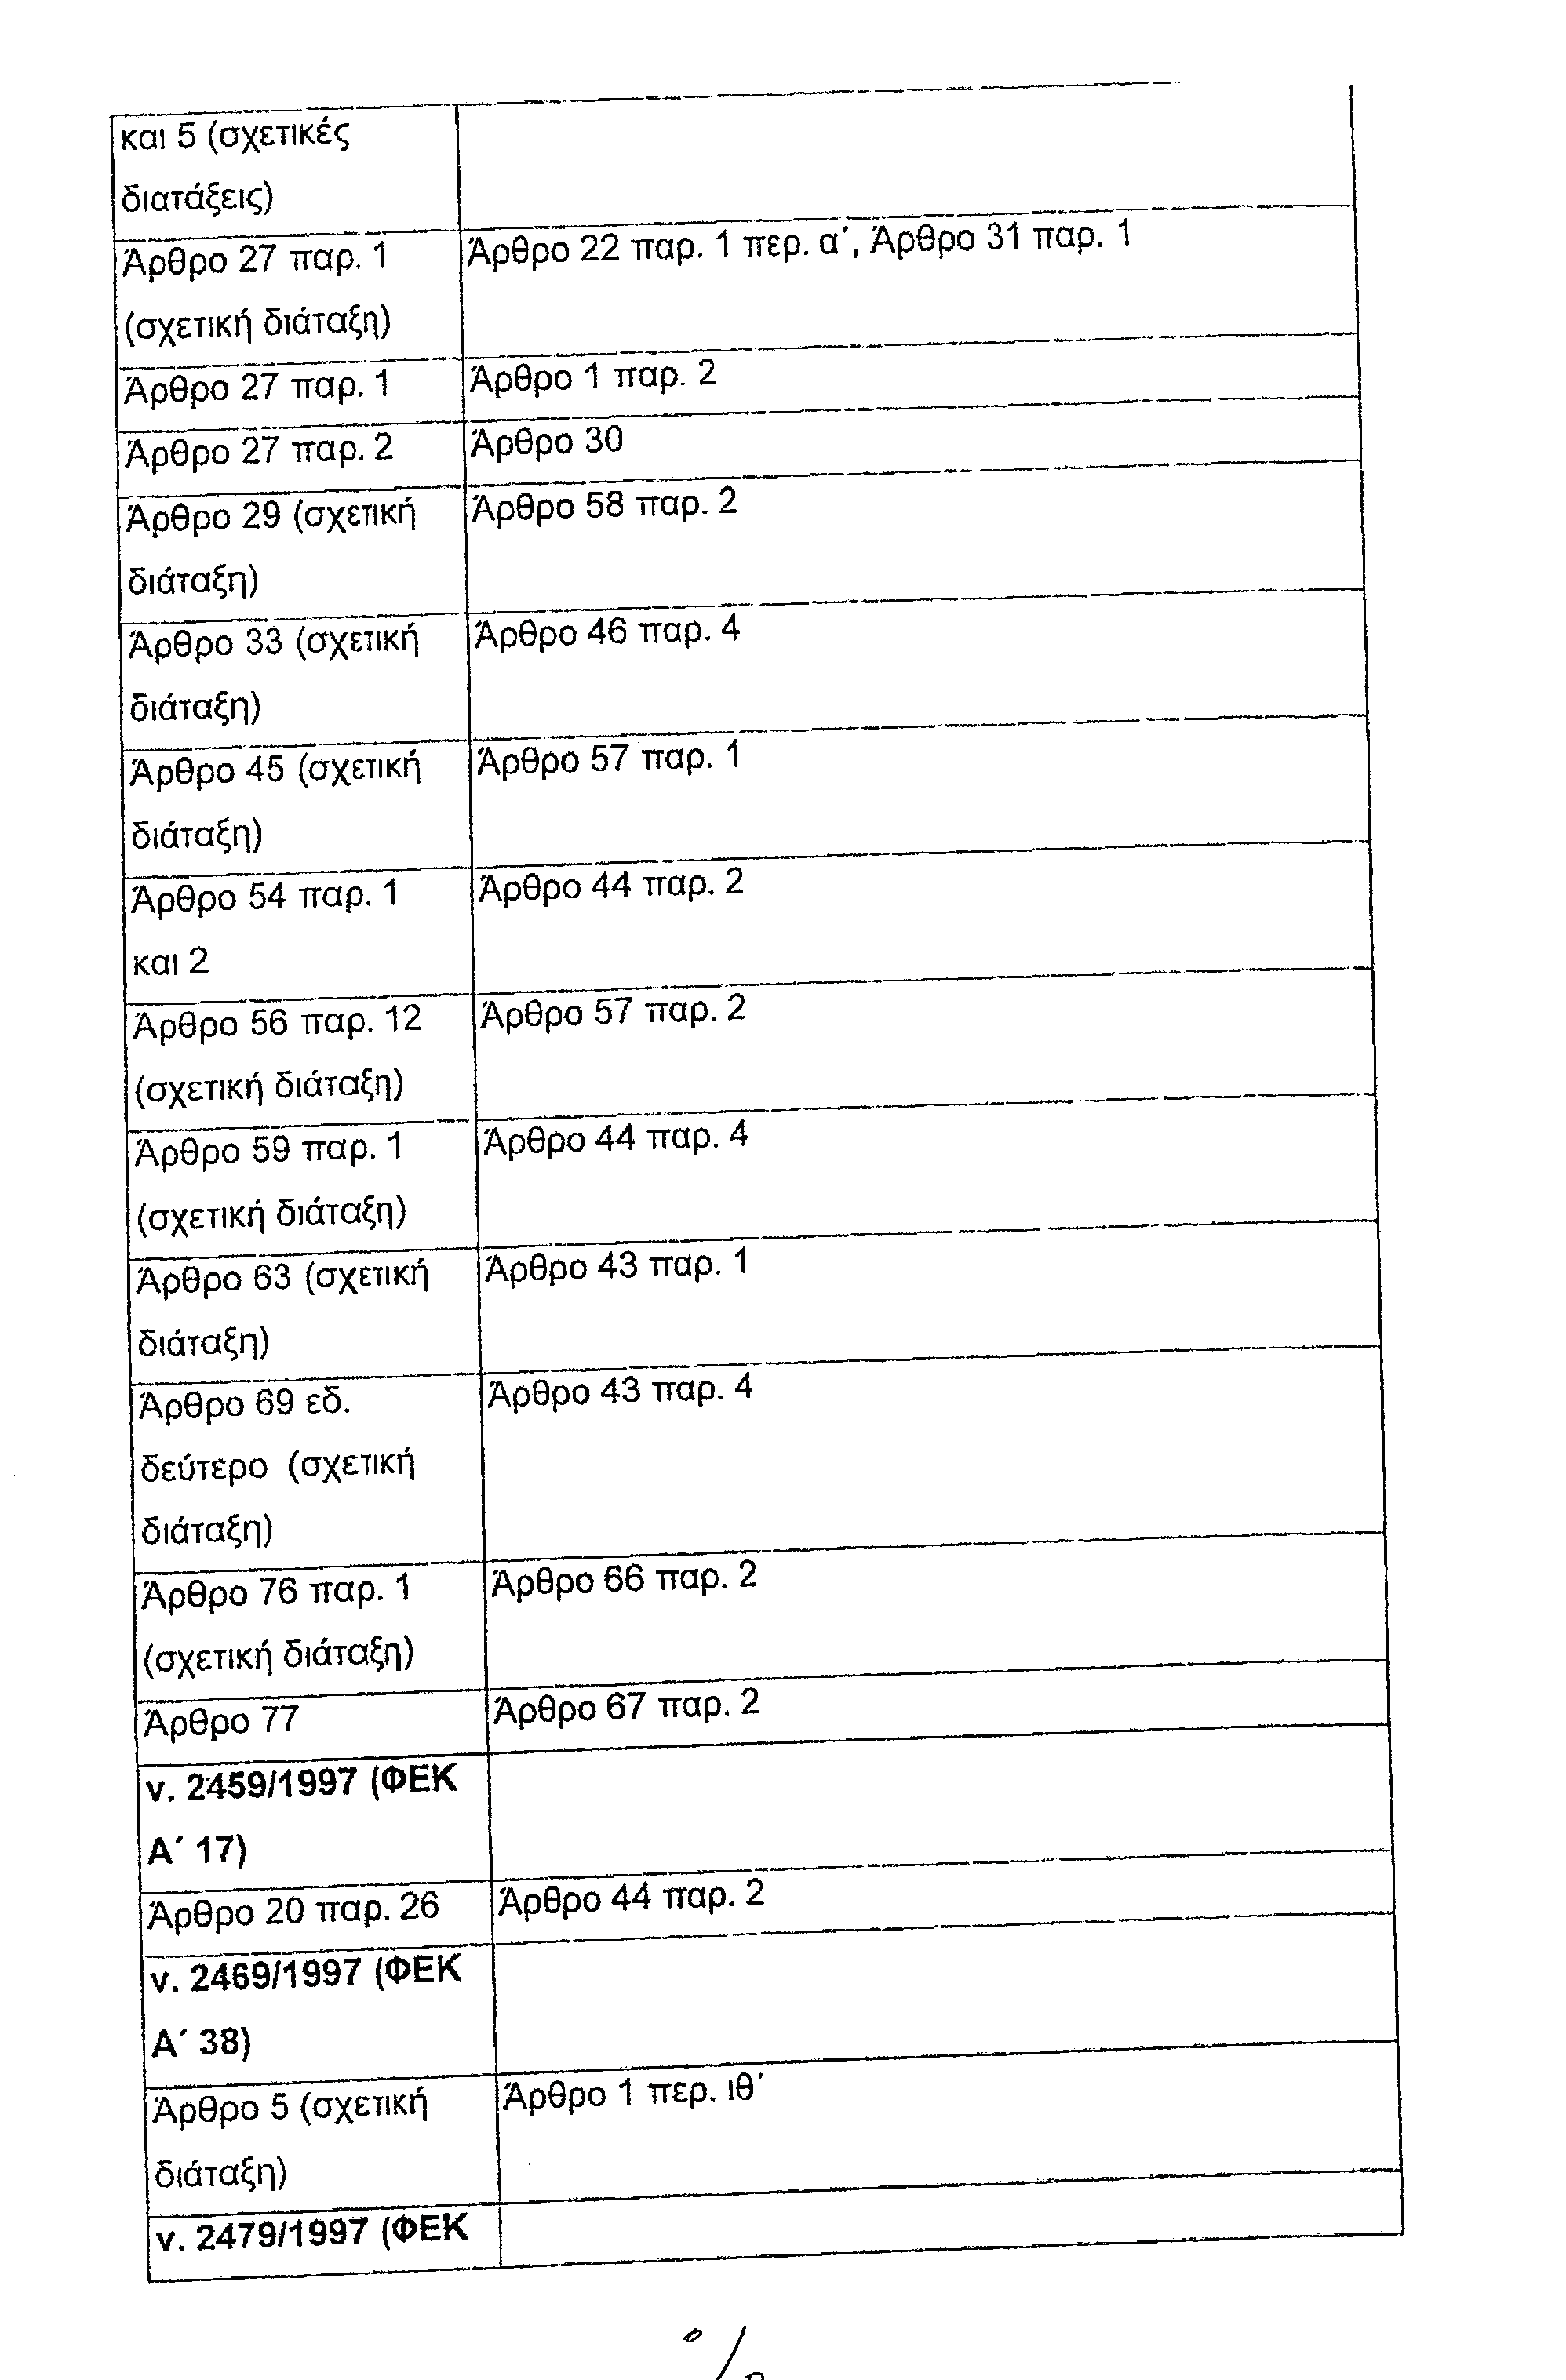 και 5 (σχετικές
διατάξεις)
Άρθρο 27 παρ. 1 Άρθρο 22 παρ. 1 περ. α΄, Άρθρο 31 παρ. 1
(σχετική διάταξη)
Άρθρο 27 παρ. 1 Άρθρο 1 παρ. 2
Άρθρο 27 παρ. 2 Άρθρο 30
Άρθρο 29 (σχετική Άρθρο 58 παρ. 2
διάταξη)
Άρθρο 33 (σχετική Άρθρο 46 παρ. 4
διάταξη)
Άρθρο 45 (σχετική Άρθρο 57 παρ. 1
διάταξη)
Άρθρο 54 παρ. 1 Άρθρο 44 παρ. 2
και 2
Άρθρο 56 παρ. 12 Άρθρο 57 παρ. 2
(σχετική διάταξη)
Άρθρο 59 παρ. 1 Άρθρο 44 παρ. 4
(σχετική διάταξη)
Άρθρο 63 (σχετική Άρθρο 43 παρ. 1
διάταξη)
Άρθρο 69 εδ. Άρθρο 43 παρ. 4
δεύτερο (σχετική
διάταξη)
Άρθρο 76 παρ. 1 Άρθρο 66 παρ. 2
(σχετική διάταξη)
Άρθρο 77 Άρθρο 67 παρ. 2
ν. 2459/1997 (ΦΕΚ
Α΄ 17)
Άρθρο 20 παρ. 26 Άρθρο 44 παρ. 2
ν. 2469/1997 (ΦΕΚ
Α΄ 38)
Άρθρο 5 (σχετική Άρθρο 1 περ. ιθ΄
διάταξη)
ν. 2479/1997 (ΦΕΚ